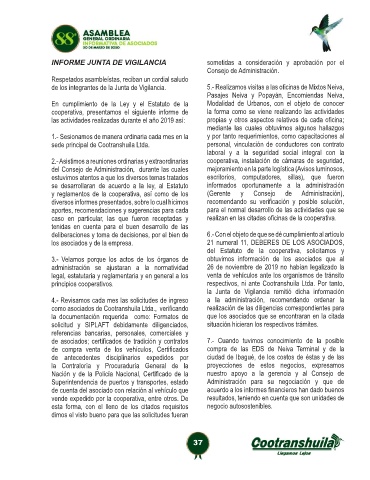 88°
ASAMBLEA
GENERAL ORDINARIA
INFORMATIVA DE ASOCIADOS
INFORME JUNTA DE VIGILANCIA
Respetados asambleístas, reciban un cordial saludo
de los integrantes de la Junta de Vigilancia.
En cumplimiento de la Ley y el Estatuto de la
cooperativa, presentamos el siguiente informe de
las actividades realizadas durante el año 2019 así:
1.- Sesionamos de manera ordinaria cada mes en la
sede principal de Cootranshuila Ltda.
2.- Asistimos a reuniones ordinarias y extraordinarias
del Consejo de Administración, durante las cuales
estuvimos atentos a que los diversos temas tratados
se desarrollaran de acuerdo a la ley, al Estatuto
y reglamentos de la cooperativa, así como de los
diversos informes presentados, sobre lo cual hicimos
aportes, recomendaciones y sugerencias para cada
caso en particular, las que fueron receptadas y
tenidas en cuenta para el buen desarrollo de las
deliberaciones y toma de decisiones, por el bien de
los asociados y de la empresa.
3.- Velamos porque los actos de los órganos de
administración se ajustaran a la normatividad
legal, estatutaria y reglamentaria y en general a los
principios cooperativos.
4.- Revisamos cada mes las solicitudes de ingreso
como asociados de Cootranshuila Ltda., verificando
la documentación requerida como: Formatos de
solicitud y SIPLAFT debidamente diligenciados,
referencias bancarias, personales, comerciales y
de asociados; certificados de tradición y contratos
de compra venta de los vehículos, Certificados
de antecedentes disciplinarios expedidos por
la Contraloría y Procuraduría General de la
Nación y de la Policía Nacional, Certificado de la
Superintendencia de puertos y transportes, estado
de cuenta del asociado con relación al vehículo que
vende expedido por la cooperativa, entre otros. De
esta forma, con el lleno de los citados requisitos
dimos el visto bueno para que las solicitudes fueran
sometidas a consideración y aprobación por el
Consejo de Administración.
5.- Realizamos visitas a las oficinas de Mixtos Neiva,
Pasajes Neiva y Popayán, Encomiendas Neiva,
Modalidad de Urbanos, con el objeto de conocer
la forma como se viene realizando las actividades
propias y otros aspectos relativos de cada oficina;
mediante las cuales obtuvimos algunos hallazgos
y por tanto requerimientos, como capacitaciones al
personal, vinculación de conductores con contrato
laboral y a la seguridad social integral con la
cooperativa, instalación de cámaras de seguridad,
mejoramiento en la parte logística (Avisos luminosos,
escritorios, computadores, sillas), que fueron
informados oportunamente a la administración
(Gerente y Consejo de Administración),
recomendando su verificación y posible solución,
para el normal desarrollo de las actividades que se
realizan en las citadas oficinas de la cooperativa.
6.- Con el objeto de que se dé cumplimiento al artículo
21 numeral 11, DEBERES DE LOS ASOCIADOS,
del Estatuto de la cooperativa, solicitamos y
obtuvimos información de los asociados que al
26 de noviembre de 2019 no habían legalizado la
venta de vehículos ante los organismos de tránsito
respectivos, ni ante Cootranshuila Ltda. Por tanto,
la Junta de Vigilancia remitió dicha información
a la administración, recomendando ordenar la
realización de las diligencias correspondientes para
que los asociados que se encontraran en la citada
situación hicieran los respectivos trámites.
7.- Cuando tuvimos conocimiento de la posible
compra de las EDS de Neiva Terminal y de la
ciudad de Ibagué, de los costos de éstas y de las
proyecciones de estos negocios, expresamos
nuestro apoyo a la gerencia y al Consejo de
Administración para su negociación y que de
acuerdo a los informes financieros han dado buenos
resultados, teniendo en cuenta que son unidades de
negocio autosostenibles.
37
Cootranshuila
Llegamos Lejos